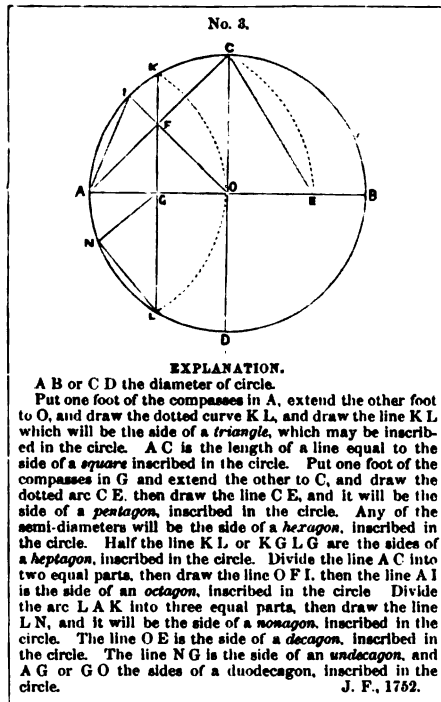 No. 3.
C
K
I
F
A
G
O
E
B
N
L
D
EXPLANATION.
A B or C D the diameter of circle.
Put one foot of the compasses in A, extend the other foot
to O, and draw the dotted curve K L, and draw the line K L
which will be the side of a triangle, which may be inscrib-
ed in the circle. A C is the length of a line equal to the
side of a square inscribed in the circle. Put one foot of the
compasses in G and extend the other to C, and draw the
dotted arc C E, then draw the line C E, and it will be the
side of a pentagon, inscribed in the circle. Any of the
semi-diameters will be the side of a hexagon, inscribed in
the circle. Half the line K L or K G L G are the sides of
a heptagon, inscribed in the circle. Divide the line A C into
two equal parts, then draw the line O F I, then the line A I
is the side of an octagon, inscribed in the circle Divide
the arc L A K into three equal parts, then draw the line
L N, and it will be the side of a nonagon, inscribed in the
circle. The line O E is the side of a decagon, inscribed in
the circle. The line N G is the side of an undecagon, and
A G or G O the sides of a duodecagon, inscribed in the
circle. J. F., 1752.